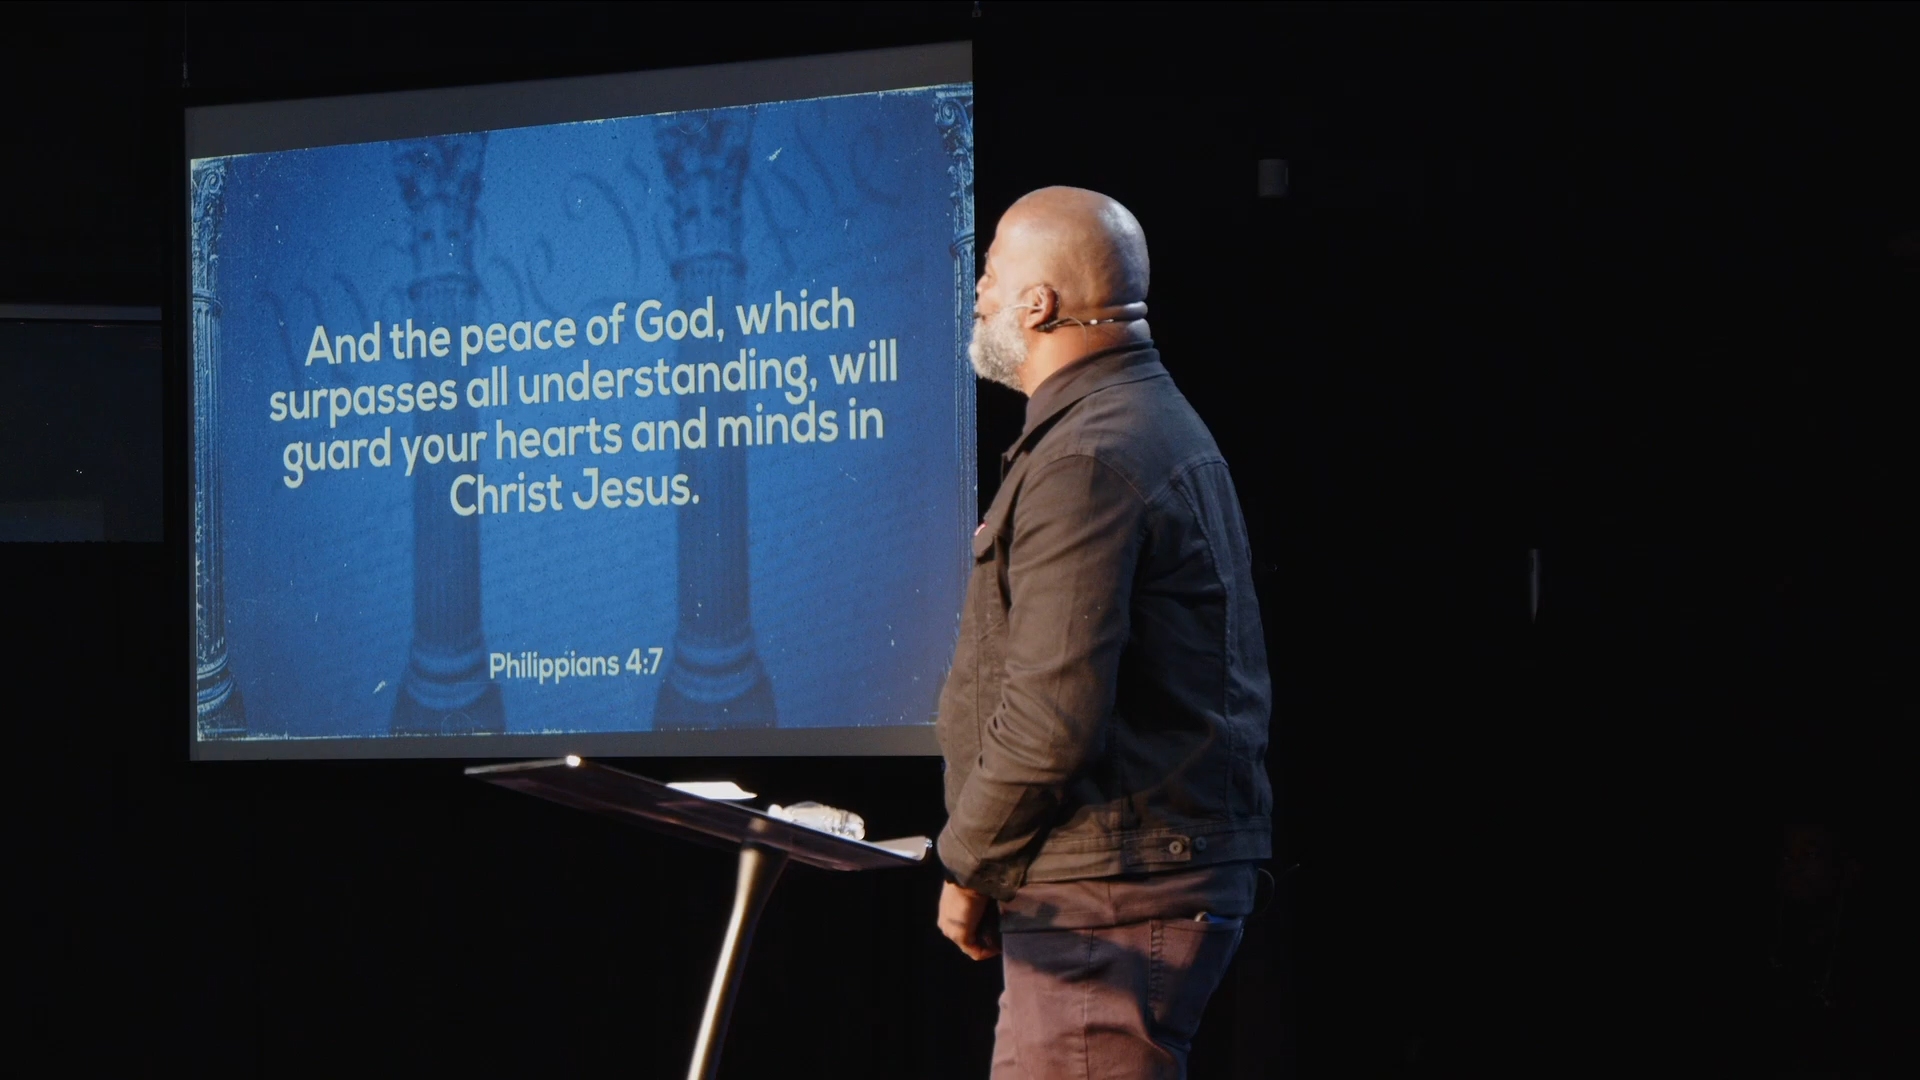 And the peace of God, which
surpasses all understanding, will
guard your hearts and minds in
Christ Jesus.
Philippians 4:7